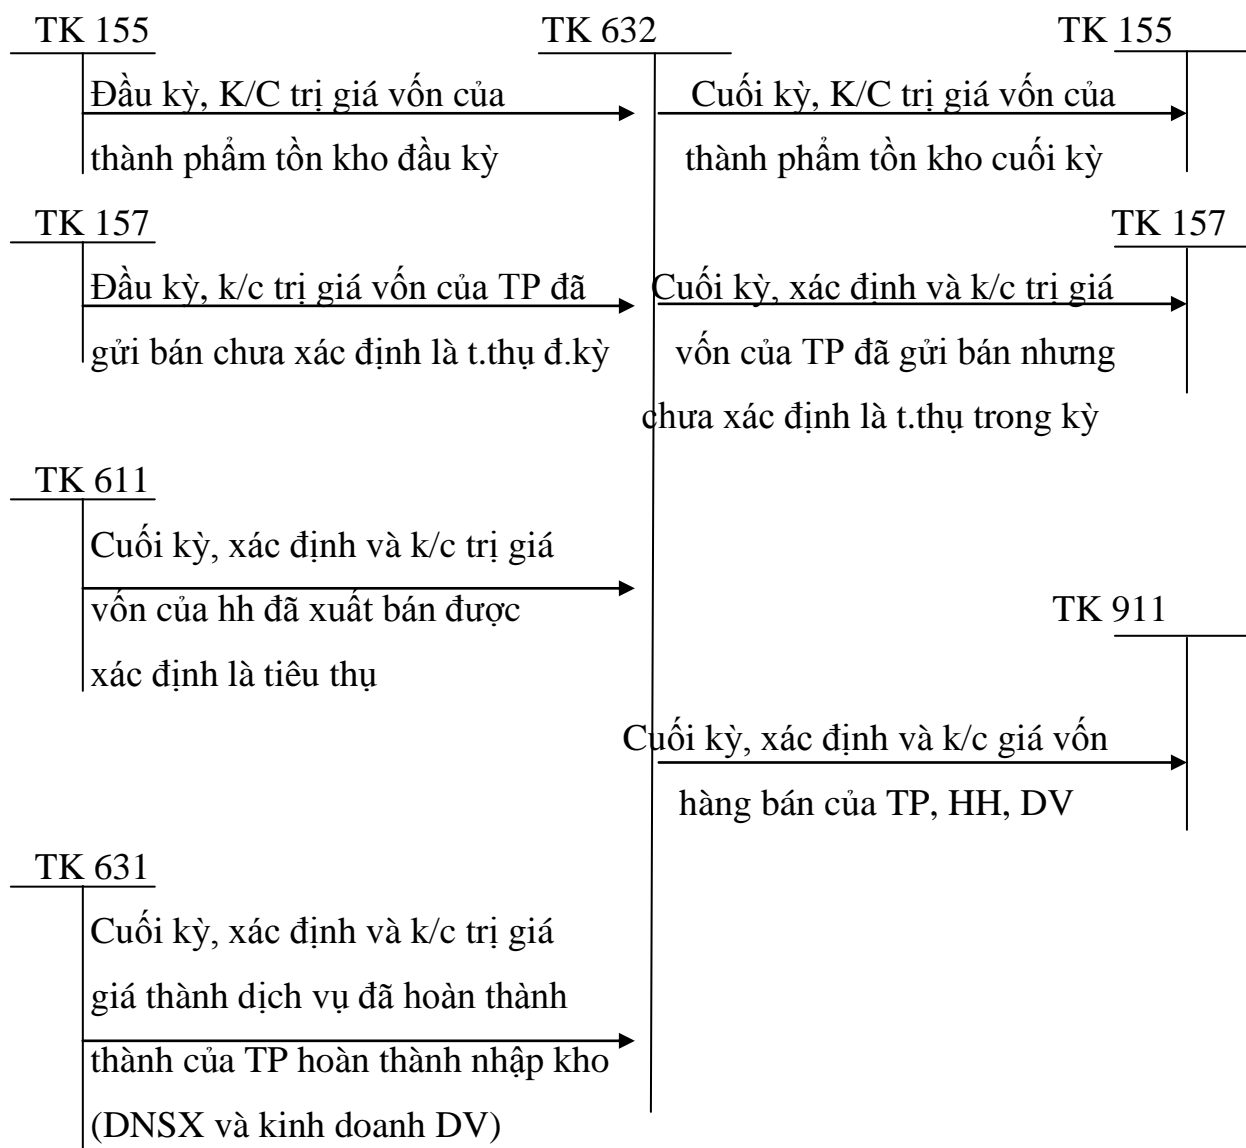 TK 155
TK 632
TK 155
Đầu kỳ, K/C trị giá vốn của
thành phẩm tồn kho đầu kỳ
Cuối kỳ, K/C trị giá vốn của
thành phẩm tồn kho cuối kỳ
TK 157
TK 157
Đầu kỳ, k/c trị giá vốn của TP đã
gửi bán chưa xác định là t.thụ đ.kỳ
Cuối kỳ, xác định và k/c trị giá
vốn của TP đã gửi bán nhưng
chưa xác định là t.thụ trong kỳ
TK 611
Cuối kỳ, xác định và k/c trị giá
vốn của hh đã xuất bán được
xác định là tiêu thụ
TK 911
Cuối kỳ, xác định và k/c giá vốn
hàng bán của TP, HH, DV
TK 631
Cuối kỳ, xác định và k/c trị giá
giá thành dịch vụ đã hoàn thành
thành của TP hoàn thành nhập kho
(DNSX và kinh doanh DV)